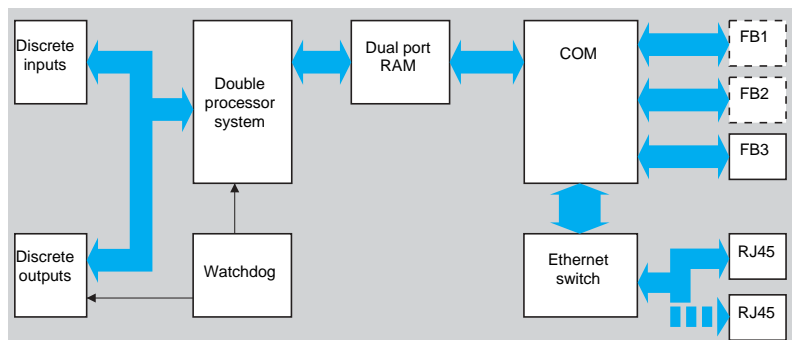 Discrete
inputs
Double
processor
system
Dual port
RAM
COM
FB1
FB2
FB3
Discrete
outputs
Watchdog
Ethernet
switch
RJ45
RJ45